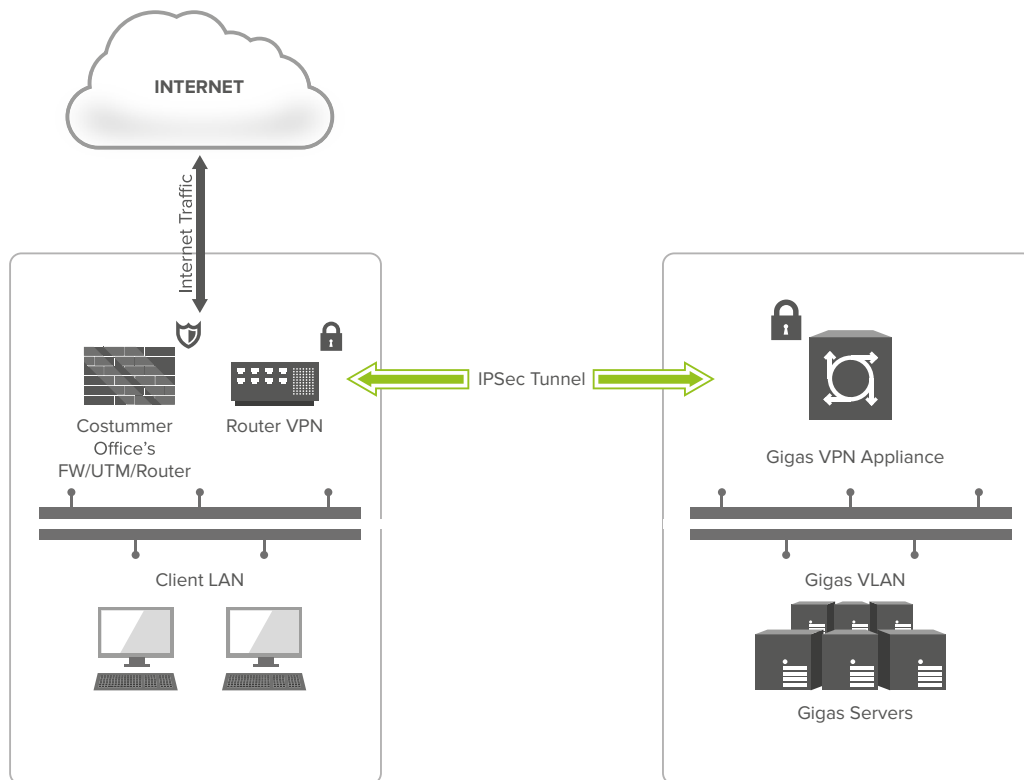 INTERNET
Internet Traffic
Costummer
Office's
FW/UTM/Router
Router VPN
IPSec Tunnel
Gigas VPN Appliance
Client LAN
Gigas VLAN
Gigas Servers